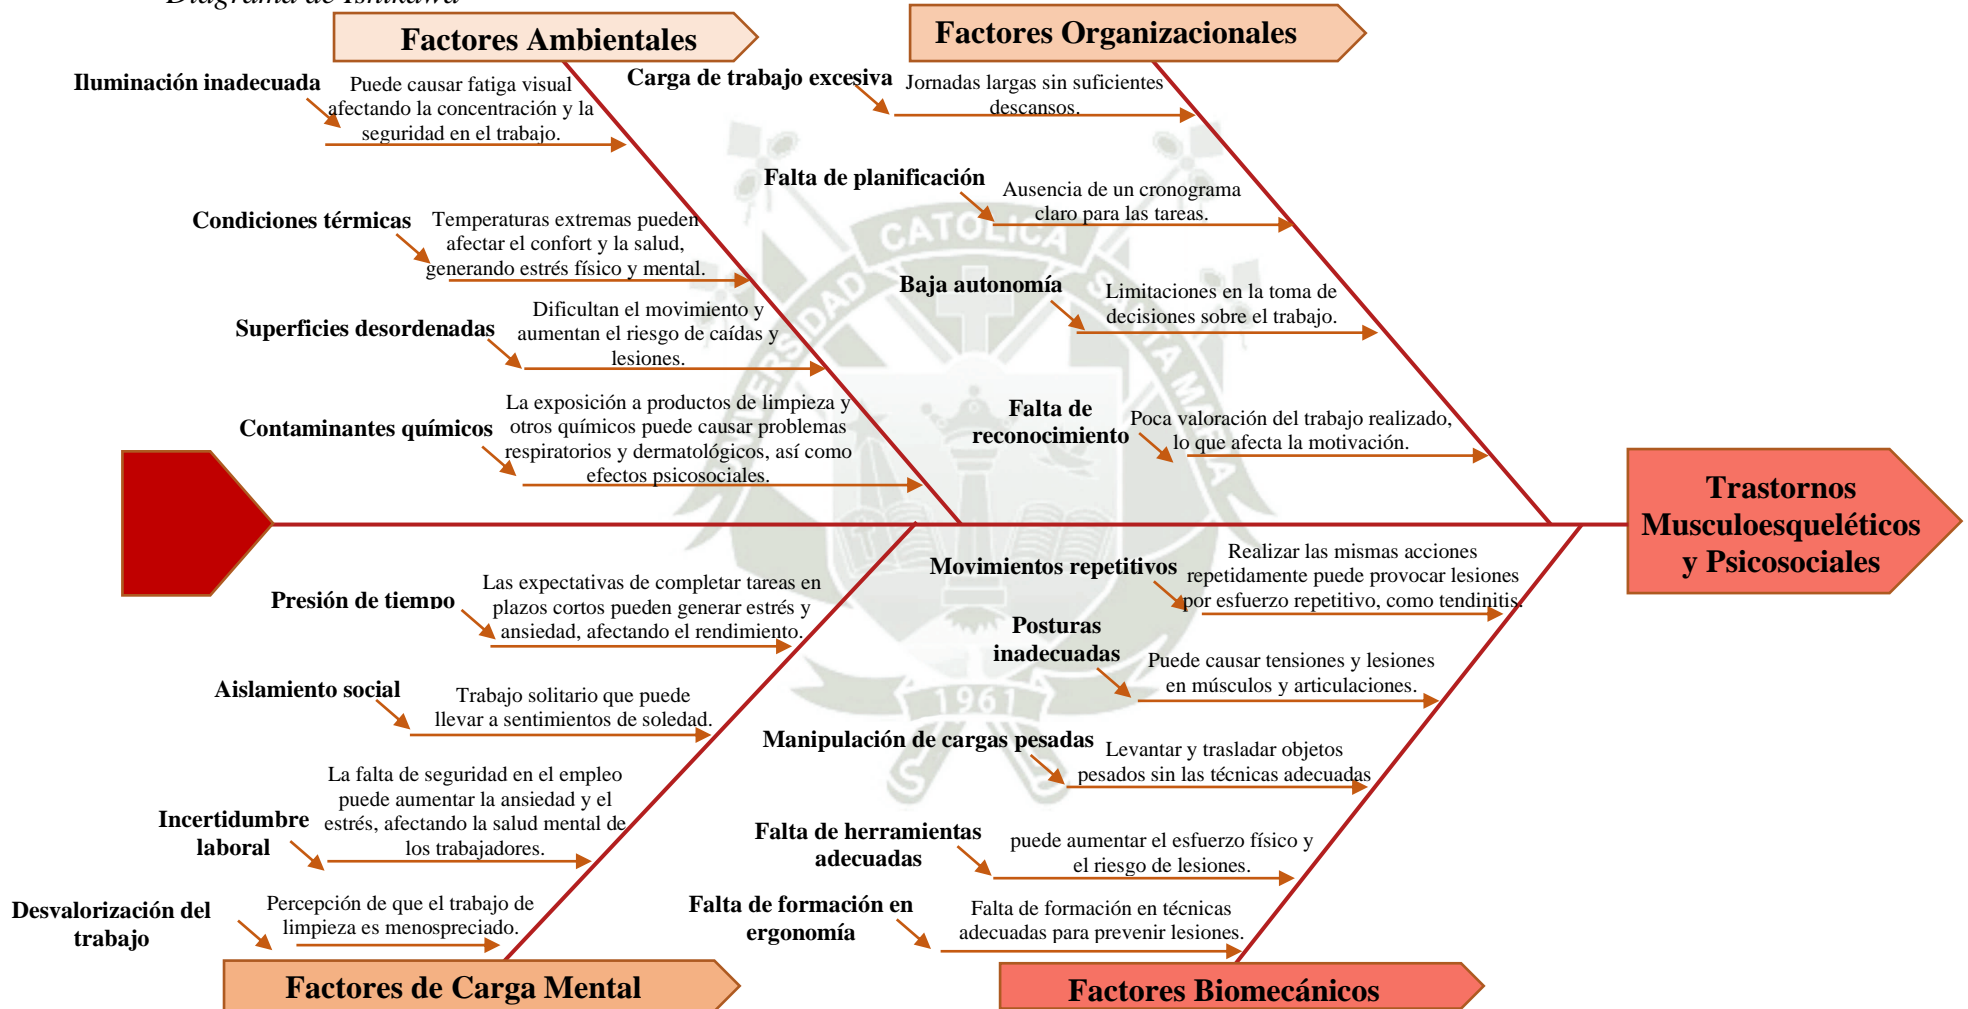 Diagrama de Ishikawa
Factores Ambientales
Iluminación inadecuada
Puede causar fatiga visual
afectando la concentración y la
seguridad en el trabajo.
Condiciones térmicas
Temperaturas extremas pueden
afectar el confort y la salud,
generando estrés físico y mental.
Superficies desordenadas
Dificultan el movimiento y
aumentan el riesgo de caídas y
lesiones.
Contaminantes químicos
La exposición a productos de limpieza y
otros químicos puede causar problemas
respiratorios y dermatológicos, así como
efectos psicosociales.
Factores Organizacionales
Carga de trabajo excesiva
Jornadas largas sin suficientes
descansos.
Falta de planificación
Ausencia de un cronograma
claro para las tareas.
Baja autonomía
Limitaciones en la toma de
decisiones sobre el trabajo.
Falta de
reconocimiento
Poca valoración del trabajo realizado,
lo que afecta la motivación.
Trastornos
Musculoesqueléticos
y Psicosociales
Presión de tiempo
Las expectativas de completar tareas en
plazos cortos pueden generar estrés y
ansiedad, afectando el rendimiento.
Aislamiento social
Trabajo solitario que puede
llevar a sentimientos de soledad.
Incertidumbre
laboral
La falta de seguridad en el empleo
puede aumentar la ansiedad y el
estrés, afectando la salud mental de
los trabajadores.
Desvalorización del
trabajo
Percepción de que el trabajo de
limpieza es menospreciado.
Factores de Carga Mental
Movimientos repetitivos
Realizar las mismas acciones
repetidamente puede provocar lesiones
por esfuerzo repetitivo, como tendinitis.
Posturas
inadecuadas
Puede causar tensiones y lesiones
en músculos y articulaciones.
Manipulación de cargas pesadas
Levantar y trasladar objetos
pesados sin las técnicas adecuadas
Falta de herramientas
adecuadas
puede aumentar el esfuerzo físico y
el riesgo de lesiones.
Falta de formación en
ergonomía
Falta de formación en técnicas
adecuadas para prevenir lesiones.
Factores Biomecánicos
UNIVERSIDAD CATOLICA SANTA MARIA
1961